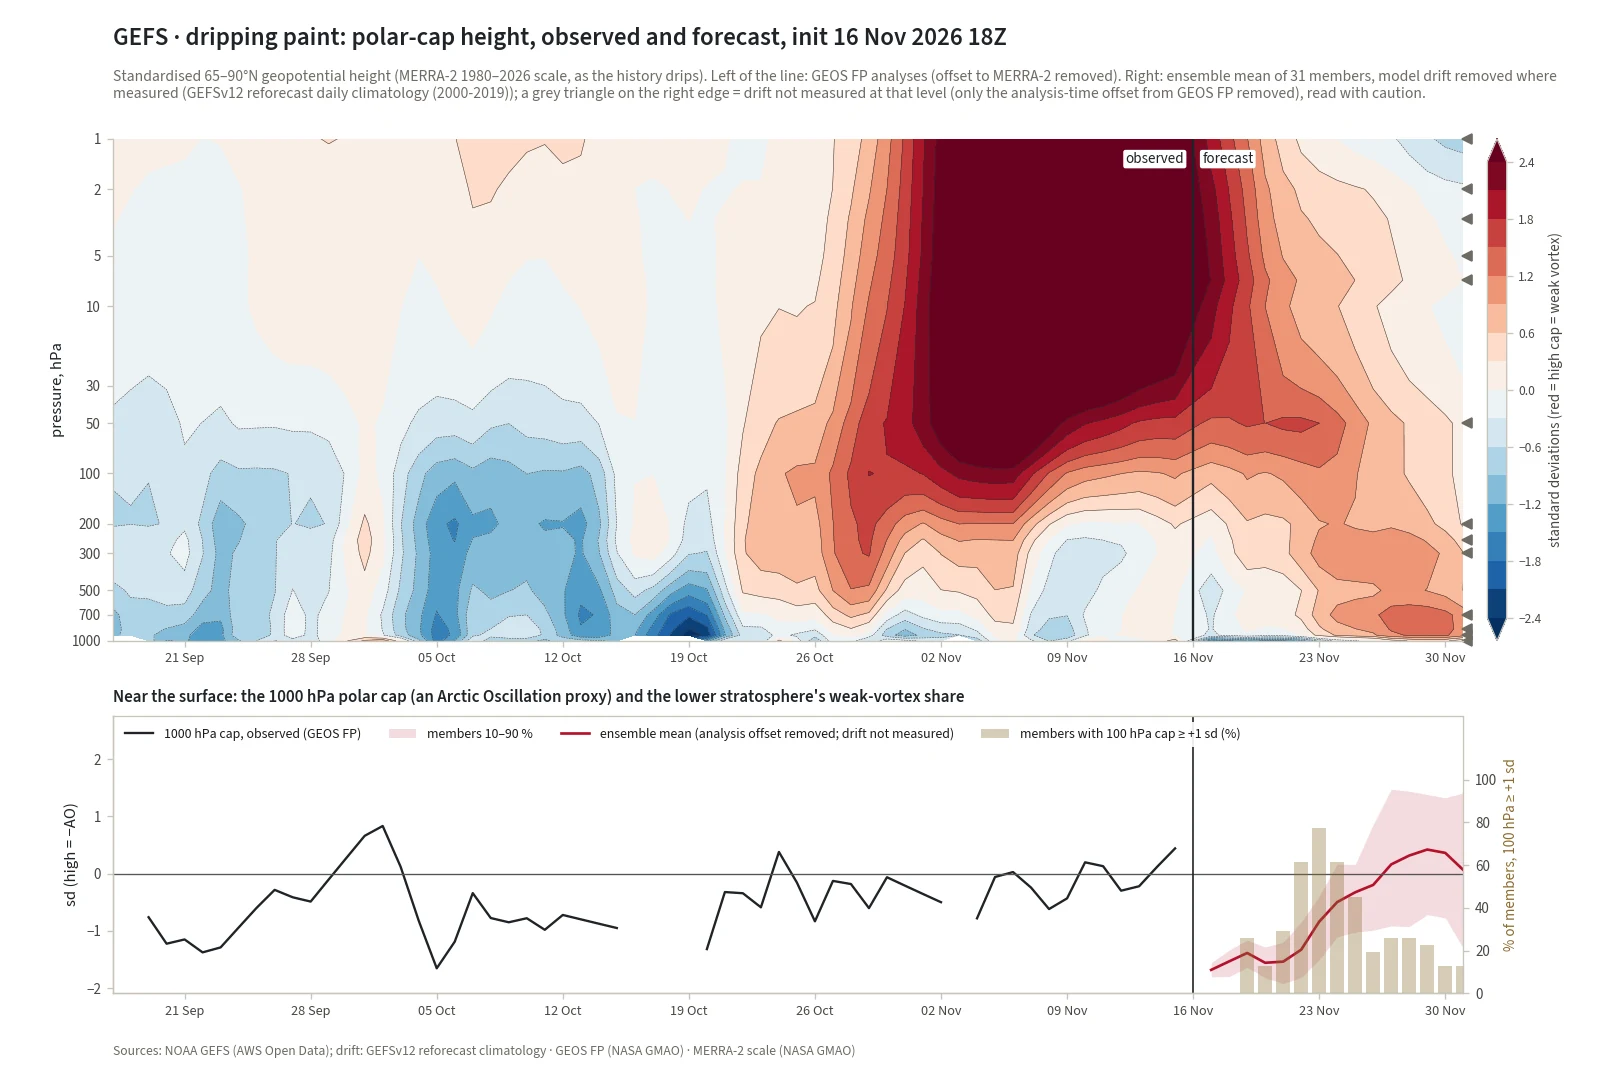 GEFS · dripping paint: polar-cap height, observed and forecast, init 16 Nov 2026 18Z
Standardised 65–90°N geopotential height (MERRA-2 1980–2026 scale, as the history drips). Left of the line: GEOS FP analyses (offset to MERRA-2 removed). Right: ensemble mean of 31 members, model drift removed where
measured (GEFSv12 reforecast daily climatology (2000-2019)); a grey triangle on the right edge = drift not measured at that level (only the analysis-time offset from GEOS FP removed), read with caution.
pressure, hPa
1
2
5
10
30
50
100
200
300
500
700
1000
observed
forecast
21 Sep
28 Sep
05 Oct
12 Oct
19 Oct
26 Oct
02 Nov
09 Nov
16 Nov
23 Nov
30 Nov
2.4
1.8
1.2
0.6
0.0
−0.6
−1.2
−1.8
−2.4
standard deviations (red = high cap = weak vortex)
Near the surface: the 1000 hPa polar cap (an Arctic Oscillation proxy) and the lower stratosphere's weak-vortex share
1000 hPa cap, observed (GEOS FP)
members 10–90 %
ensemble mean (analysis offset removed; drift not measured)
members with 100 hPa cap ≥ +1 sd (%)
sd (high = −AO)
2
1
0
−1
−2
100
80
60
40
20
0
% of members, 100 hPa ≥ +1 sd
21 Sep
28 Sep
05 Oct
12 Oct
19 Oct
26 Oct
02 Nov
09 Nov
16 Nov
23 Nov
30 Nov
Sources: NOAA GEFS (AWS Open Data); drift: GEFSv12 reforecast climatology · GEOS FP (NASA GMAO) · MERRA-2 scale (NASA GMAO)